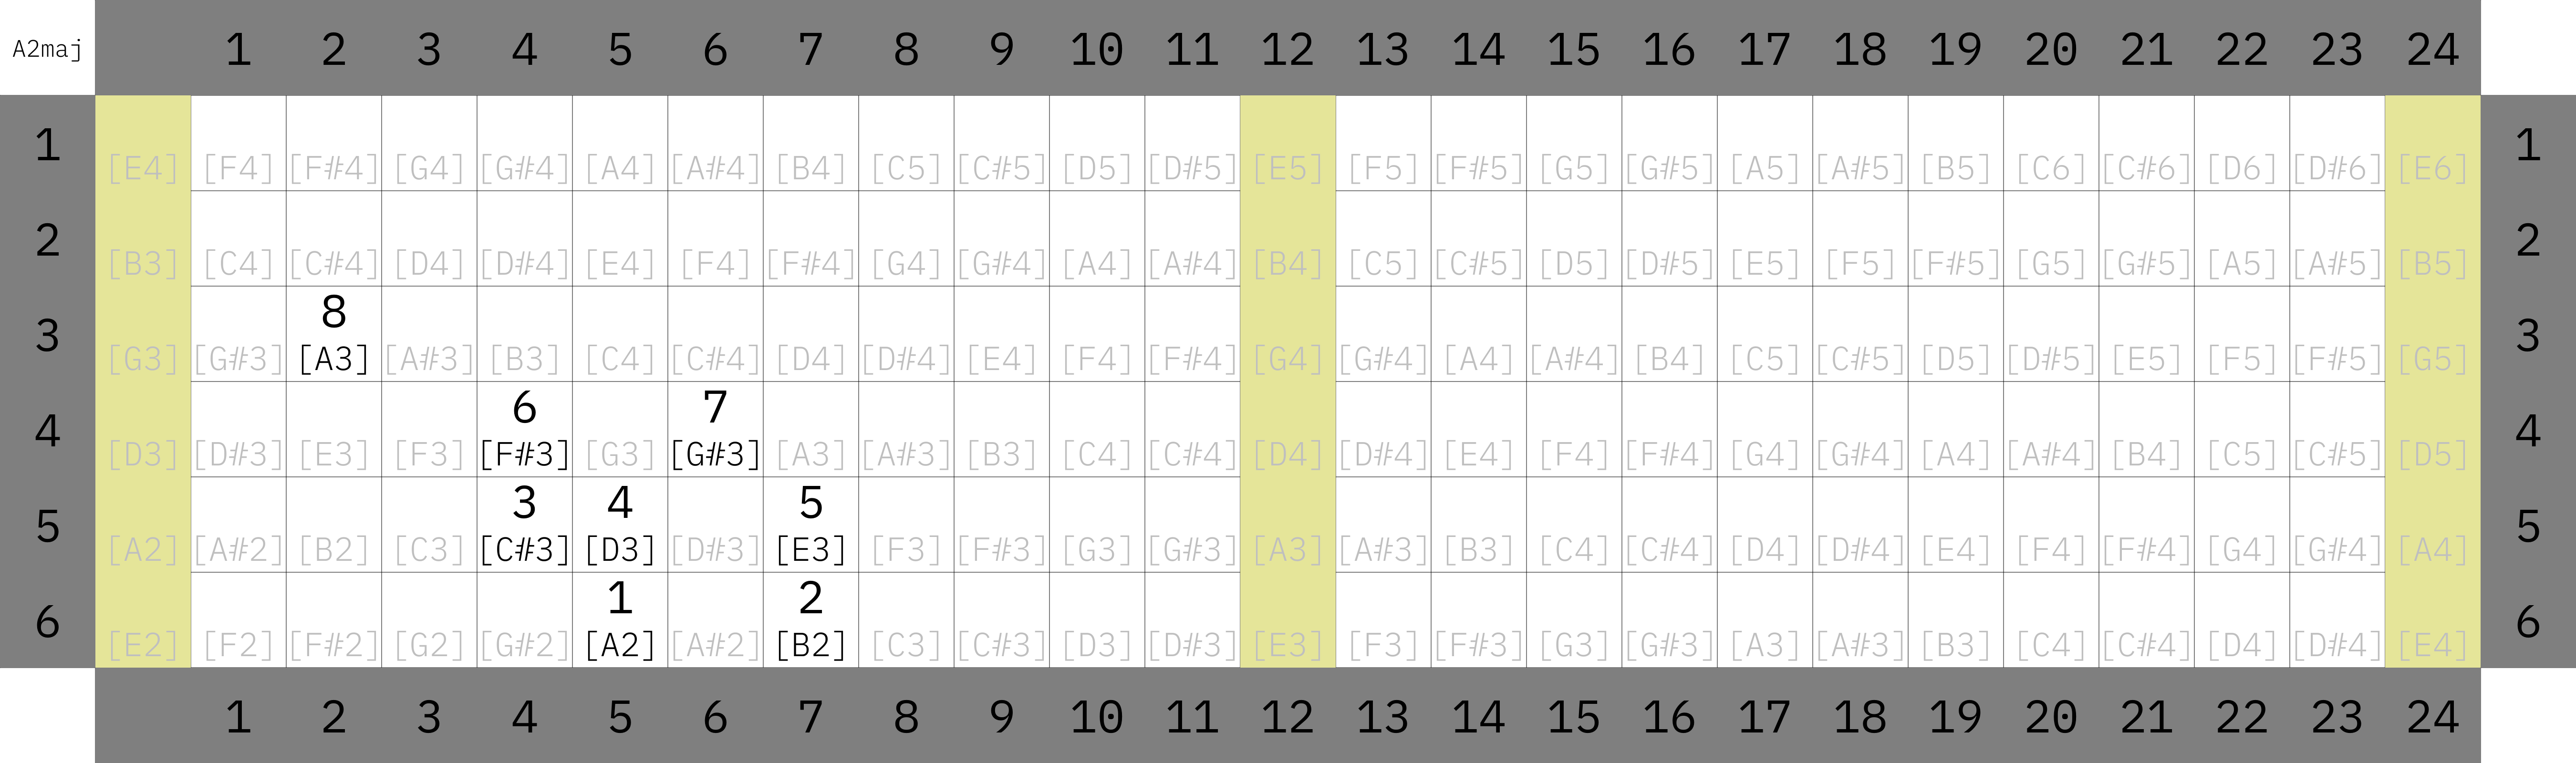 A2maj 1 2 3 4 5 6 7 8 9 10 11 12 13 14 15 16 17 18 19 20 21 22 23 24
1 [E4] [F4] [F#4] [G4] [G#4] [A4] [A#4] [B4] [C5] [C#5] [D5] [D#5] [E5] [F5] [F#5] [G5] [G#5] [A5] [A#5] [B5] [C6] [C#6] [D6] [D#6] [E6] 1
2 [B3] [C4] [C#4] [D4] [D#4] [E4] [F4] [F#4] [G4] [G#4] [A4] [A#4] [B4] [C5] [C#5] [D5] [D#5] [E5] [F5] [F#5] [G5] [G#5] [A5] [A#5] [B5] 2
8
3 [G3] [G#3] [A3] [A#3] [B3] [C4] [C#4] [D4] [D#4] [E4] [F4] [F#4] [G4] [G#4] [A4] [A#4] [B4] [C5] [C#5] [D5] [D#5] [E5] [F5] [F#5] [G5] 3
6 7
4 [D3] [D#3] [E3] [F3] [F#3] [G3] [G#3] [A3] [A#3] [B3] [C4] [C#4] [D4] [D#4] [E4] [F4] [F#4] [G4] [G#4] [A4] [A#4] [B4] [C5] [C#5] [D5] 4
3 4 5
5 [A2] [A#2] [B2] [C3] [C#3] [D3] [D#3] [E3] [F3] [F#3] [G3] [G#3] [A3] [A#3] [B3] [C4] [C#4] [D4] [D#4] [E4] [F4] [F#4] [G4] [G#4] [A4] 5
1 2
6 [E2] [F2] [F#2] [G2] [G#2] [A2] [A#2] [B2] [C3] [C#3] [D3] [D#3] [E3] [F3] [F#3] [G3] [G#3] [A3] [A#3] [B3] [C4] [C#4] [D4] [D#4] [E4] 6
1 2 3 4 5 6 7 8 9 10 11 12 13 14 15 16 17 18 19 20 21 22 23 24